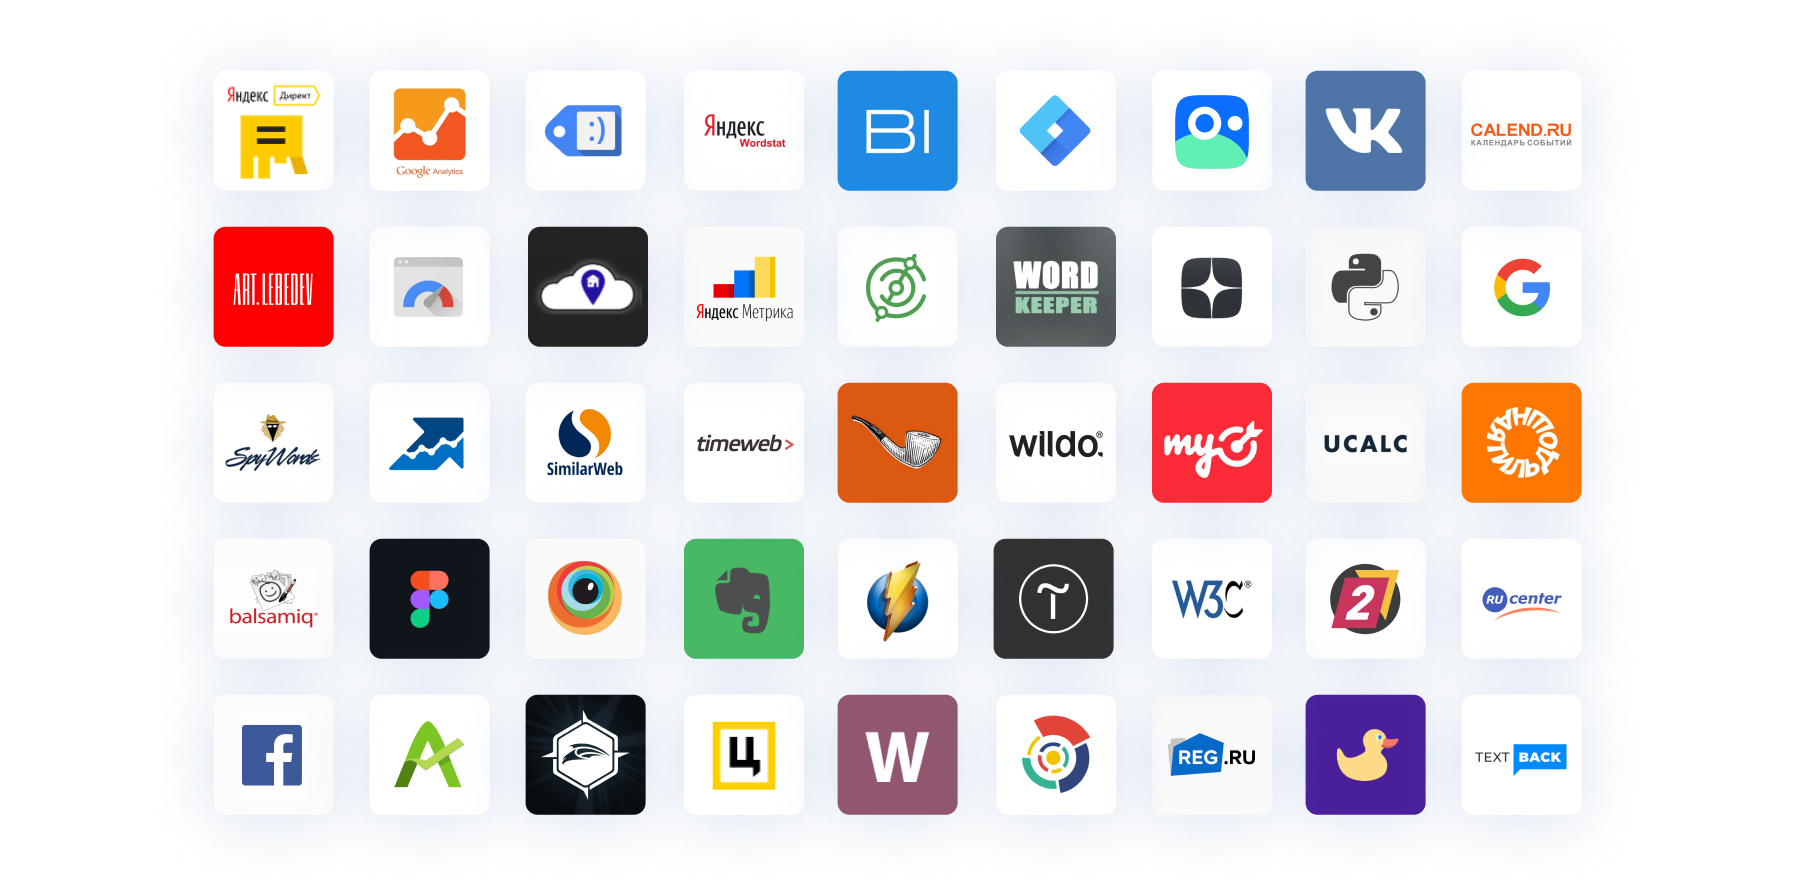 Яндекс Директ
Google Analytics
:)
Яндекс
Wordstat
BI
VK
CALEND.RU
КАЛЕНДАРЬ СОБЫТИЙ
ART.LEBEDEV
Яндекс Метрика
WORD
KEEPER
G
SpyWords
SimilarWeb
timeweb>
wildo®
my
UCALC
balsamiq®
T
W3C®
2
RU center
f
A
Ц
W
REG.RU
TEXT BACK